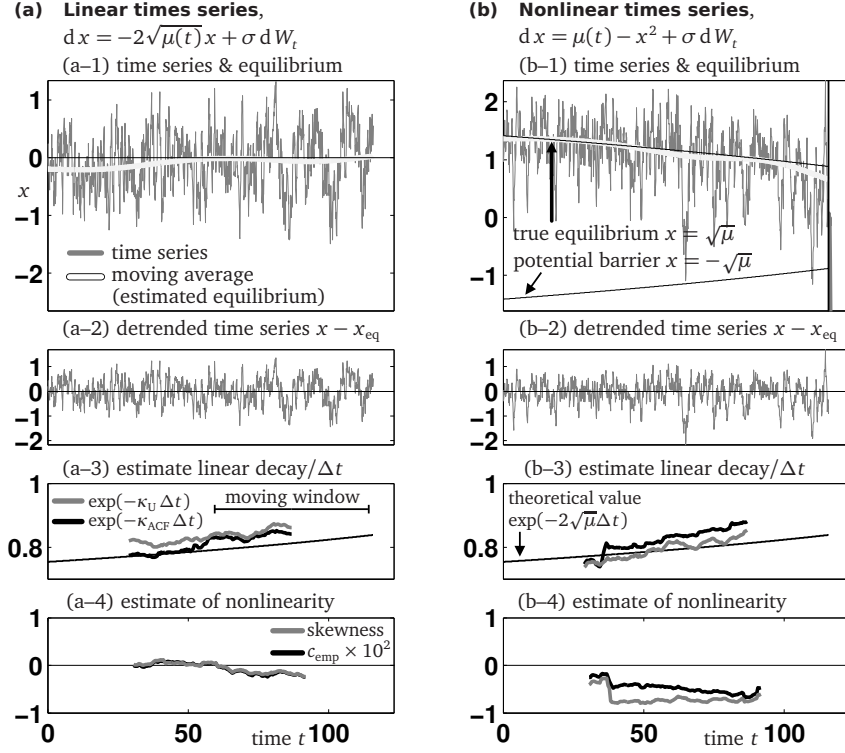 (a) Linear times series,
d x = −2√μ(t) x + σ d W_t
(a–1) time series & equilibrium
1
0
x
−1
−2
time series
moving average
(estimated equilibrium)
(a–2) detrended time series x − x_eq
1
0
−1
−2
(a–3) estimate linear decay/Δt
1
0.8
exp(−κ_U Δt)
exp(−κ_ACF Δt)
moving window
(a–4) estimate of nonlinearity
1
0
−1
skewness
c_emp × 10²
0 50 100
time t
(b) Nonlinear times series,
d x = μ(t) − x² + σ d W_t
(b–1) time series & equilibrium
2
1
0
−1
true equilibrium x = √μ
potential barrier x = −√μ
(b–2) detrended time series x − x_eq
1
0
−1
−2
(b–3) estimate linear decay/Δt
1
0.8
theoretical value
exp(−2√μΔt)
(b–4) estimate of nonlinearity
1
0
−1
0 50 100
time t